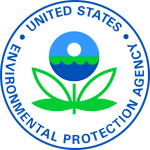 UNITED STATES
ENVIRONMENTAL PROTECTION AGENCY